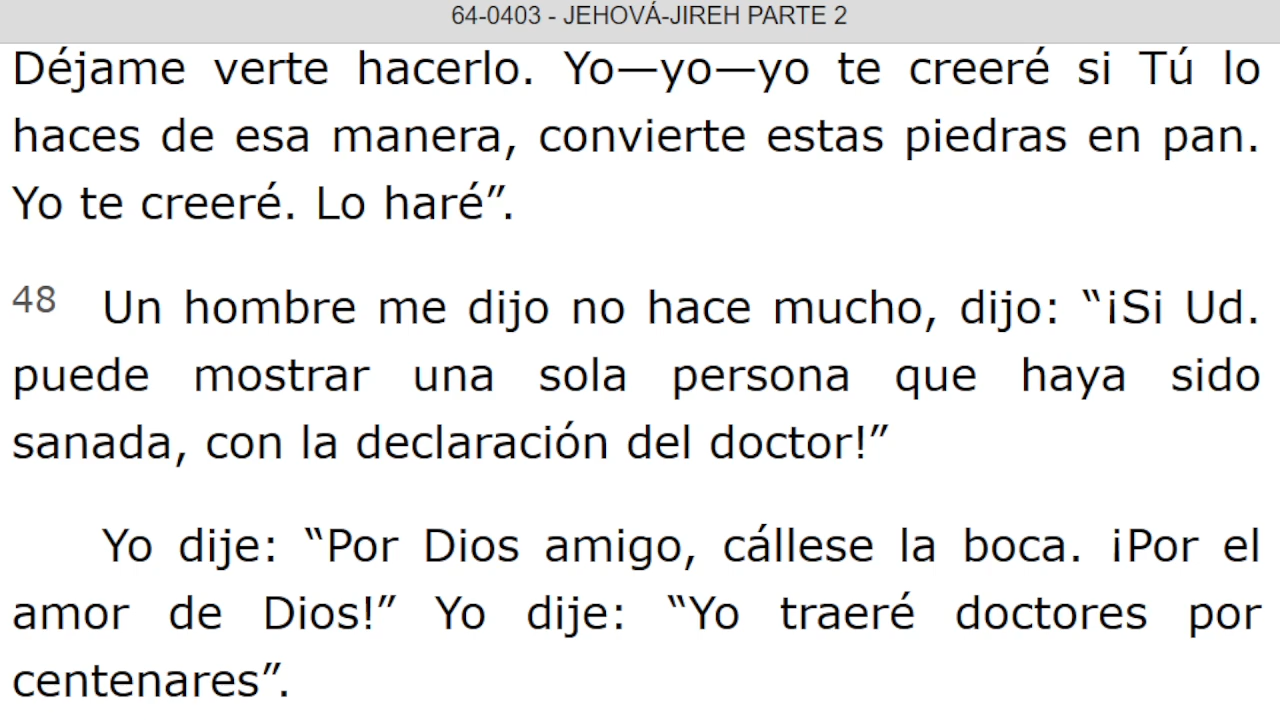 64-0403 - JEHOVÁ-JIREH PARTE 2
Déjame verte hacerlo. Yo—yo—yo te creeré si Tú lo
haces de esa manera, convierte estas piedras en pan.
Yo te creeré. Lo haré”.
48 Un hombre me dijo no hace mucho, dijo: “¡Si Ud.
puede mostrar una sola persona que haya sido
sanada, con la declaración del doctor!”
Yo dije: “Por Dios amigo, cállese la boca. ¡Por el
amor de Dios!” Yo dije: “Yo traeré doctores por
centenares”.